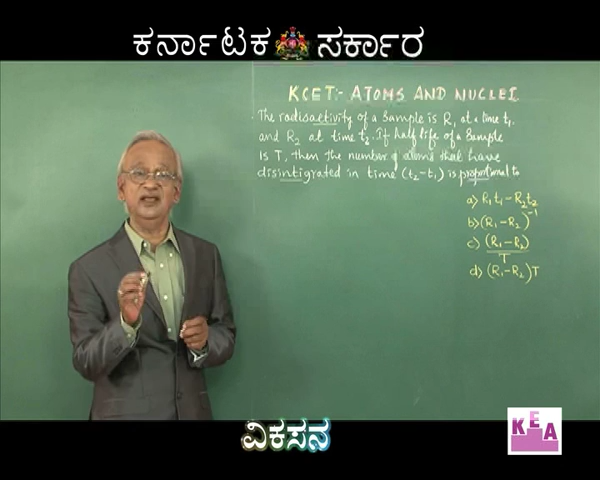 ಕರ್ನಾಟಕ ಸರ್ಕಾರ
KCET:- ATOMS AND NUCLEI
The radioactivity of a sample is R₁ at a time t₁.
and R₂ at time t₂. If half life of a sample
is T, then the number of atoms that have
disintigrated in time (t₂-t₁) is proportional to
a) R₁t₁-R₂t₂
b) (R₁-R₂)⁻¹
c) (R₁-R₂)
T
d) (R₁-R₂)T
ವಿಕಸನ
KEA